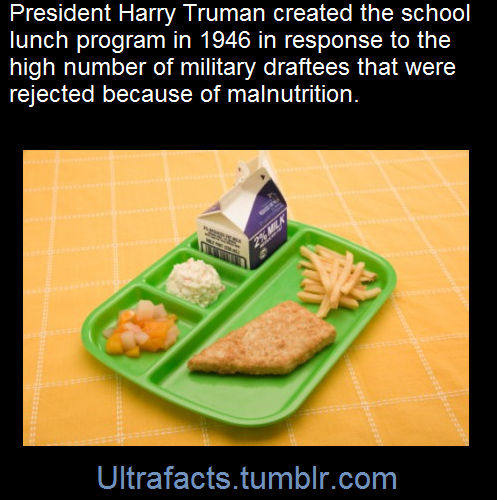 President Harry Truman created the school
lunch program in 1946 in response to the
high number of military draftees that were
rejected because of malnutrition.
2% MILK
Ultrafacts.tumblr.com